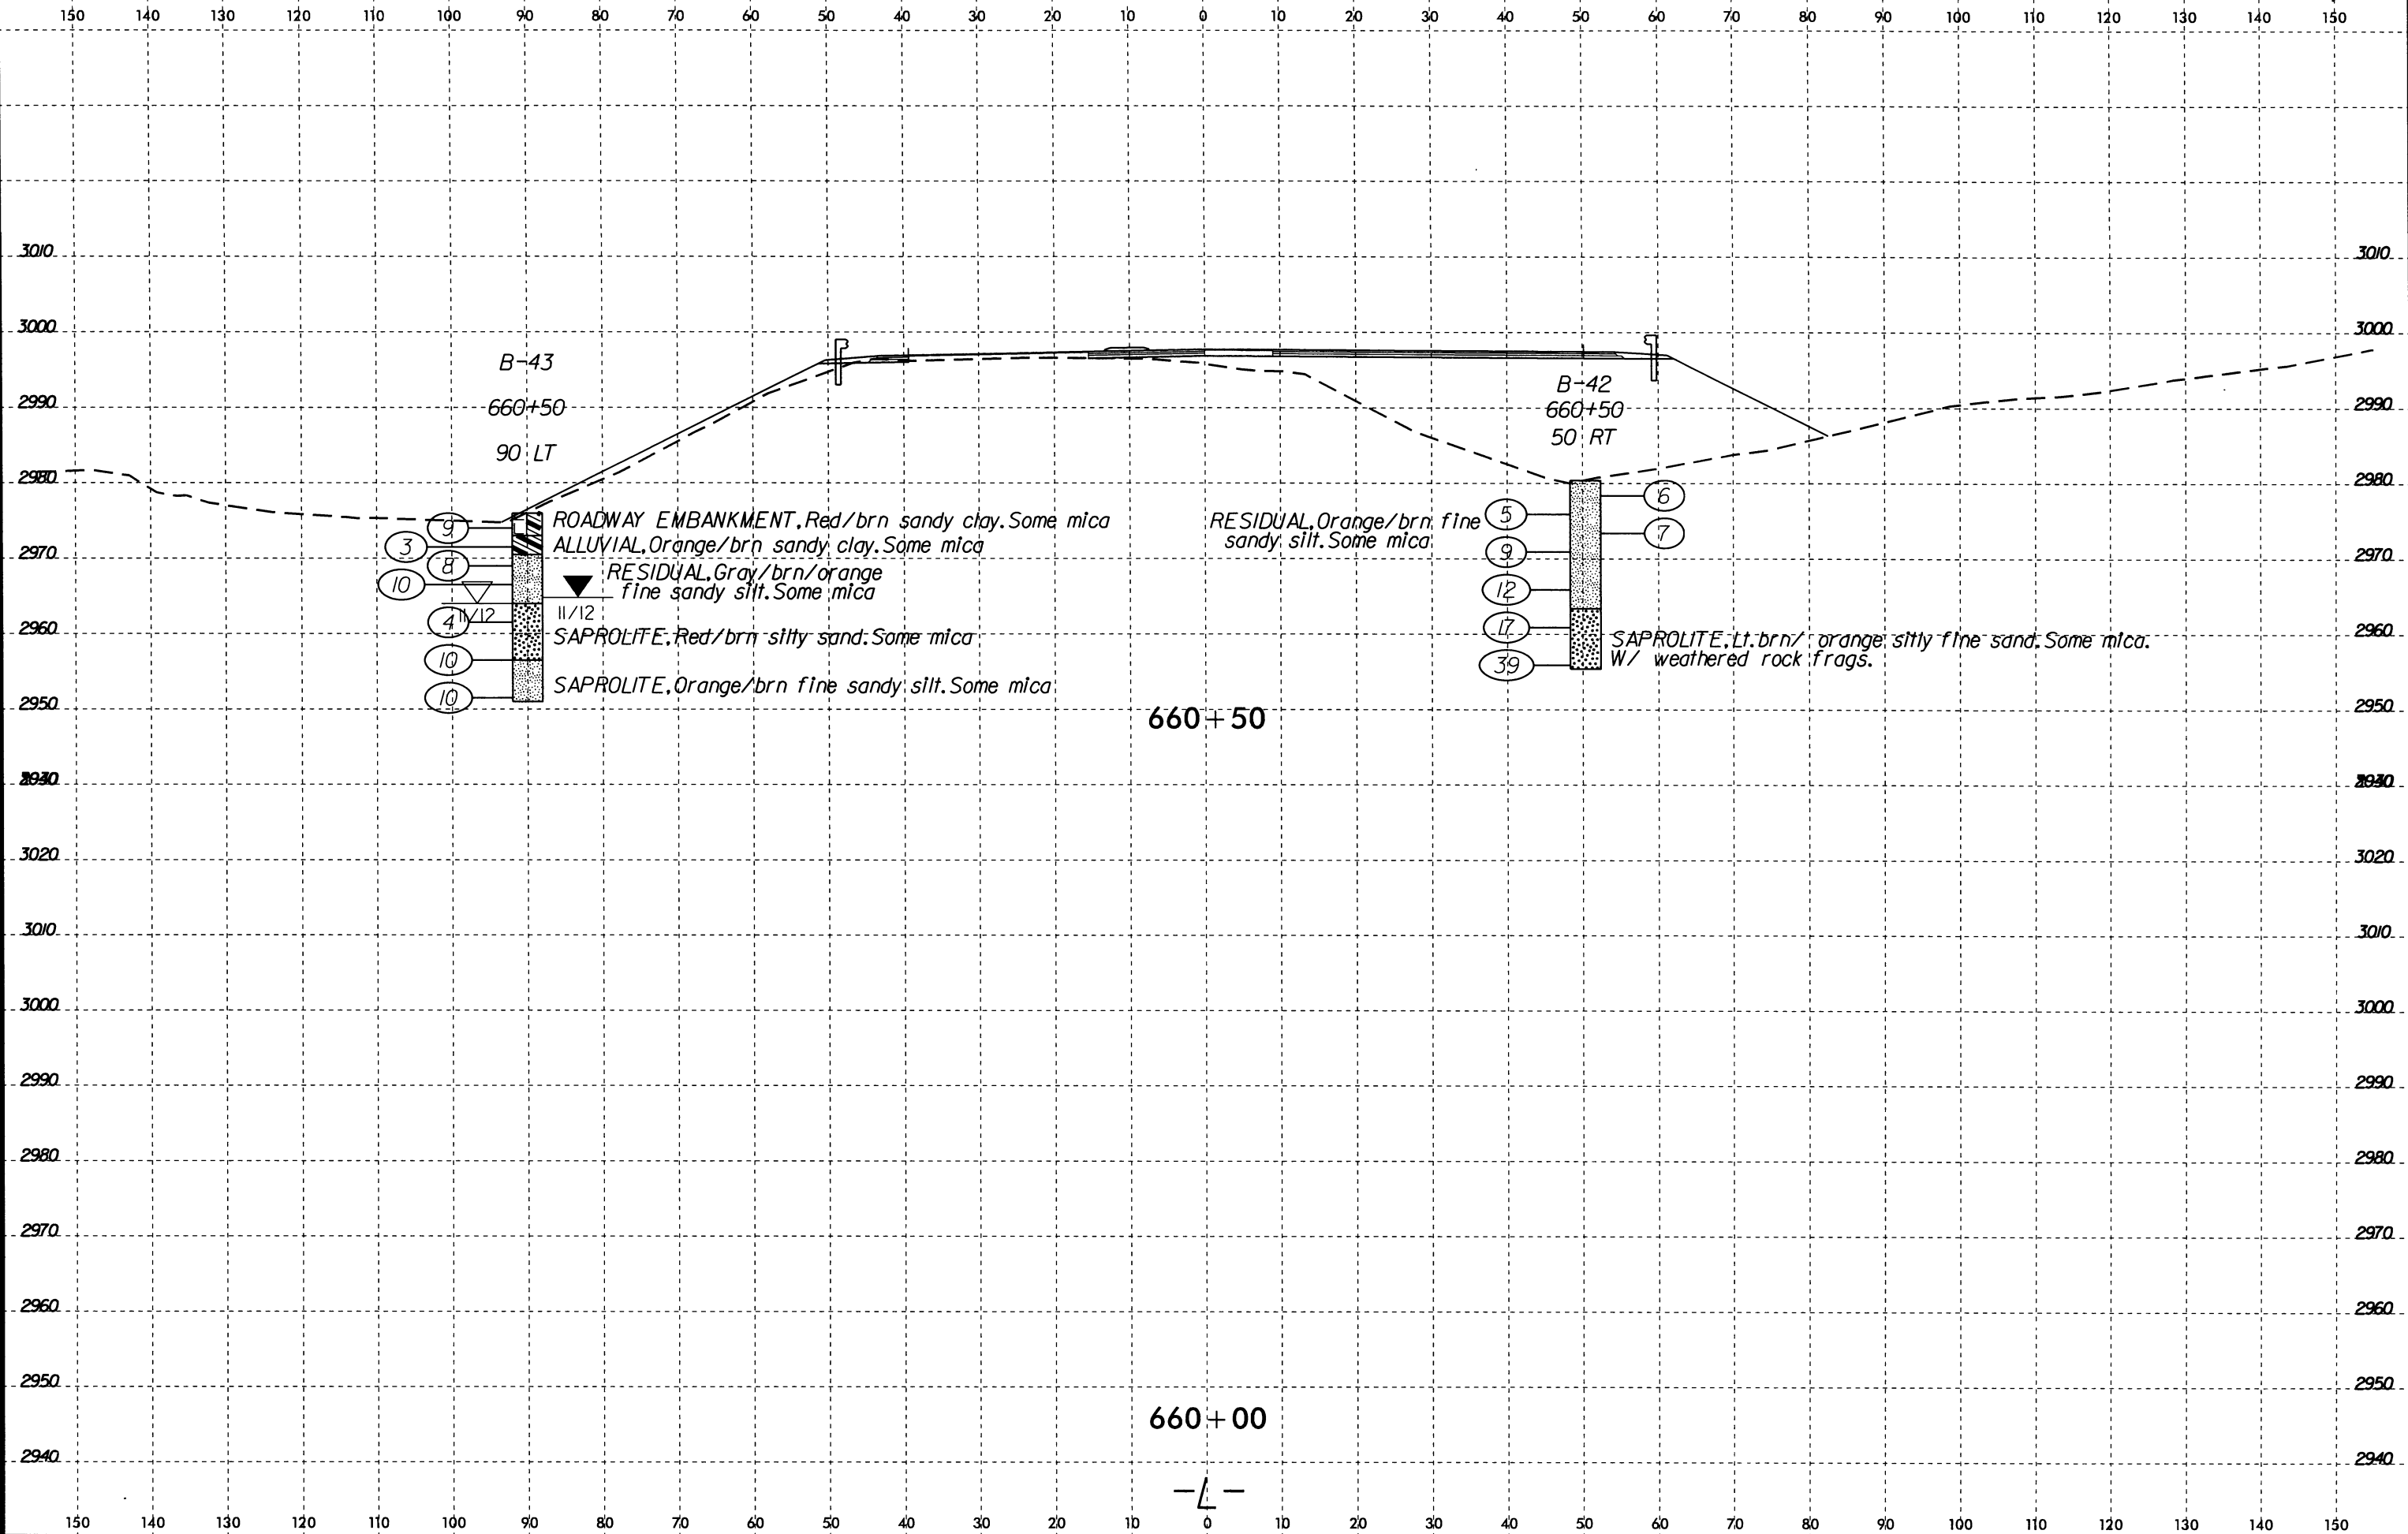 150 140 130 120 110 100 90 80 70 60 50 40 30 20 10 0 10 20 30 40 50 60 70 80 90 100 110 120 130 140 150
3010 3010
3000 3000
B-43
660+50
90 LT
B-42
660+50
50 RT
2990 2990
2980 2980
9
3
8
10
4
10
10
ROADWAY EMBANKMENT, Red/brn sandy clay. Some mica
ALLUVIAL, Orange/brn sandy clay. Some mica
RESIDUAL, Gray/brn/orange
fine sandy silt. Some mica
11/12
11/12
SAPROLITE, Red/brn silty sand. Some mica
SAPROLITE, Orange/brn fine sandy silt. Some mica
RESIDUAL, Orange/brn fine
sandy silt. Some mica
5
9
12
17
39
6
7
SAPROLITE, Lt. brn/ orange sitly fine sand. Some mica.
W/ weathered rock frags.
2970 2970
2960 2960
2950 2950
660+50
3020 3020
3010 3010
3000 3000
2990 2990
2980 2980
2970 2970
2960 2960
2950 2950
660+00
2940 2940
-L-
150 140 130 120 110 100 90 80 70 60 50 40 30 20 10 0 10 20 30 40 50 60 70 80 90 100 110 120 130 140 150